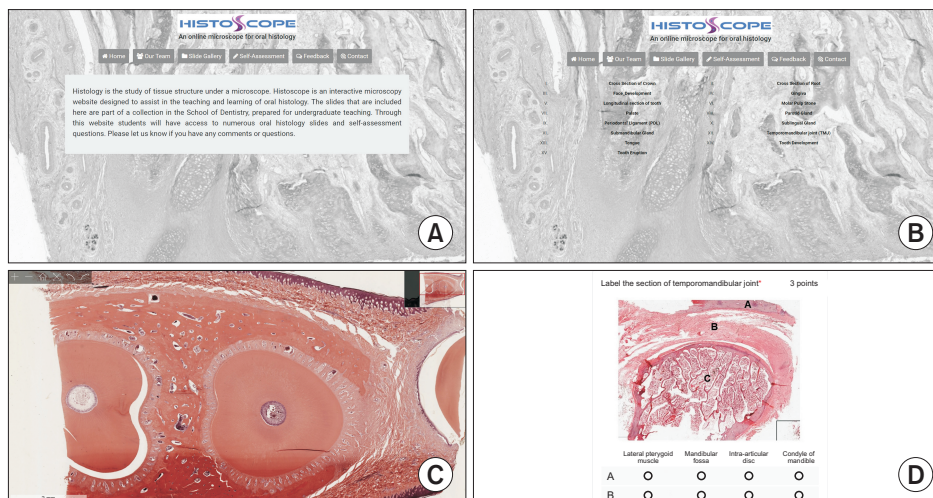 HISTOSCOPE
An online microscope for oral histology
Home Our Team Slide Gallery Self-Assessment Feedback Contact
Histology is the study of tissue structure under a microscope. Histoscope is an interactive microscopy
website designed to assist in the teaching and learning of oral histology. The slides that are included
here are part of a collection in the School of Dentistry, prepared for undergraduate teaching. Through
this website students will have access to numerous oral histology slides and self-assessment
questions. Please let us know if you have any comments or questions.
A
HISTOSCOPE
An online microscope for oral histology
Home Our Team Slide Gallery Self-Assessment Feedback Contact
Cross Section of Crown Cross Section of Root
Face Development Gingiva
Longitudinal section of tooth Molar Pulp Stone
Palate Parotid Gland
Periodontic Ligament (PDL) Sublingual Gland
Submandibular Gland Temporomandibular joint (TMJ)
Tongue Tooth Development
XV Tooth Eruption
B
C
Label the section of temporomandibular joint* 3 points
A
B
C
Lateral pterygoid muscle Mandibular fossa Intra-articular disc Condyle of mandible
A
B
D